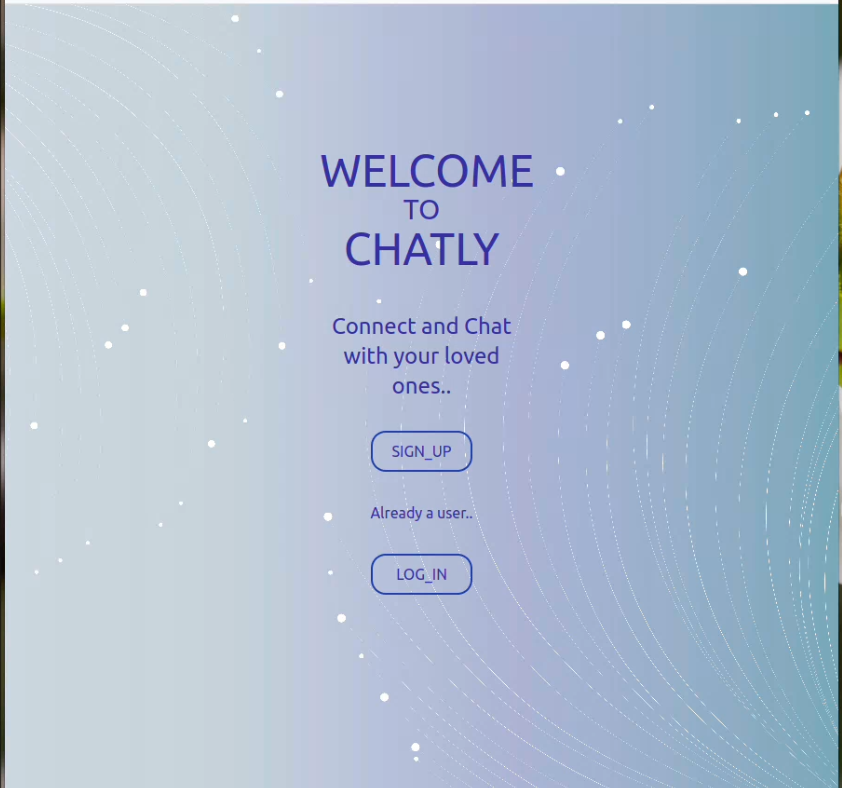 WELCOME
TO
CHATLY
Connect and Chat
with your loved
ones..
SIGN_UP
Already a user..
LOG_IN